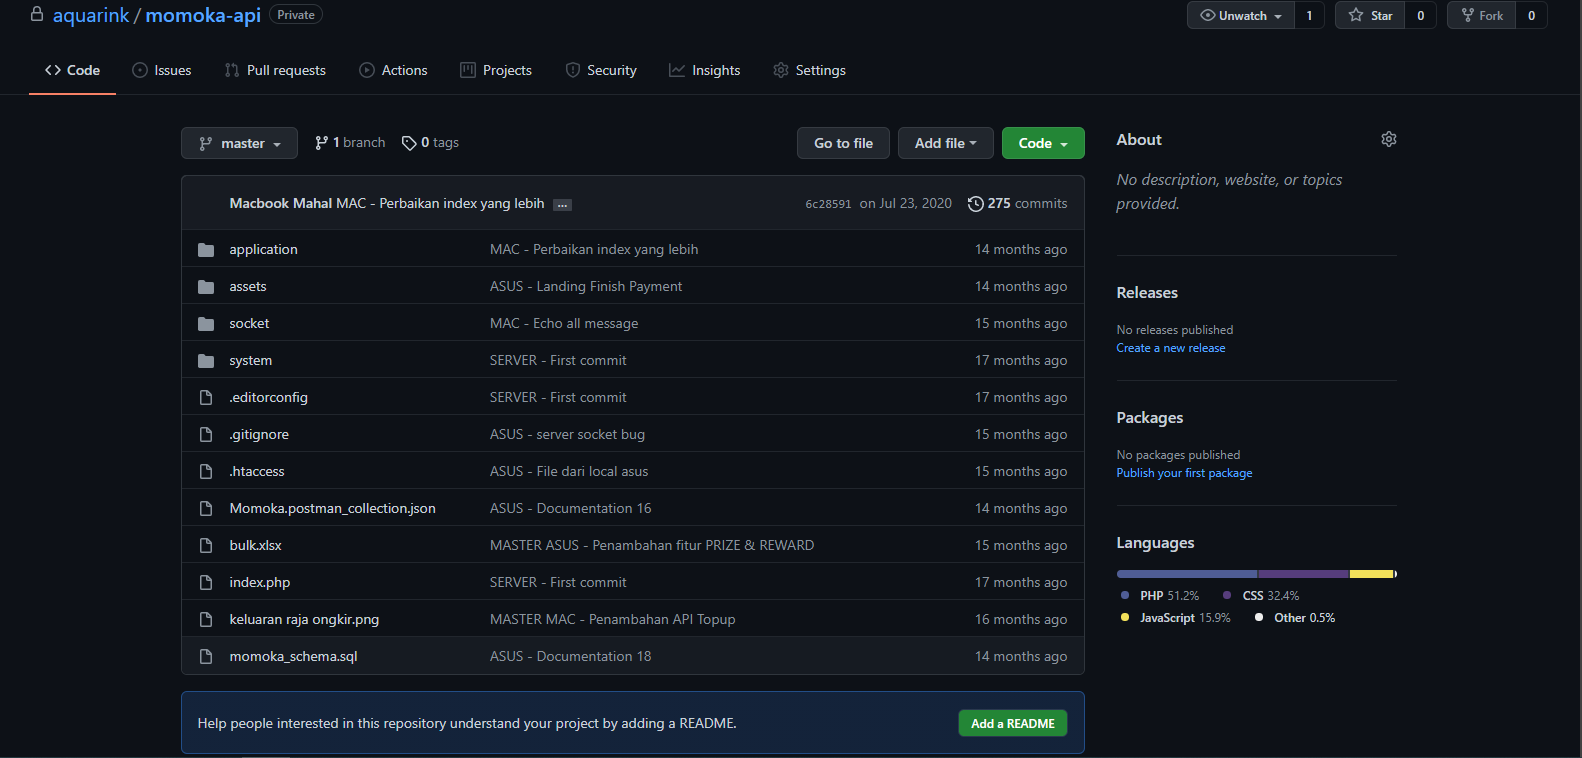 aquarink / momoka-api Private Unwatch 1 Star 0 Fork 0
Code Issues Pull requests Actions Projects Security Insights Settings
master 1 branch 0 tags Go to file Add file Code
Macbook Mahal MAC - Perbaikan index yang lebih ... 6c28591 on Jul 23, 2020 275 commits
application MAC - Perbaikan index yang lebih 14 months ago
assets ASUS - Landing Finish Payment 14 months ago
socket MAC - Echo all message 15 months ago
system SERVER - First commit 17 months ago
.editorconfig SERVER - First commit 17 months ago
.gitignore ASUS - server socket bug 15 months ago
.htaccess ASUS - File dari local asus 15 months ago
Momoka.postman_collection.json ASUS - Documentation 16 14 months ago
bulk.xlsx MASTER ASUS - Penambahan fitur PRIZE & REWARD 15 months ago
index.php SERVER - First commit 17 months ago
keluaran raja ongkir.png MASTER MAC - Penambahan API Topup 16 months ago
momoka_schema.sql ASUS - Documentation 18 14 months ago
Help people interested in this repository understand your project by adding a README. Add a README
About
No description, website, or topics
provided.
Releases
No releases published
Create a new release
Packages
No packages published
Publish your first package
Languages
PHP 51.2% CSS 32.4%
JavaScript 15.9% Other 0.5%